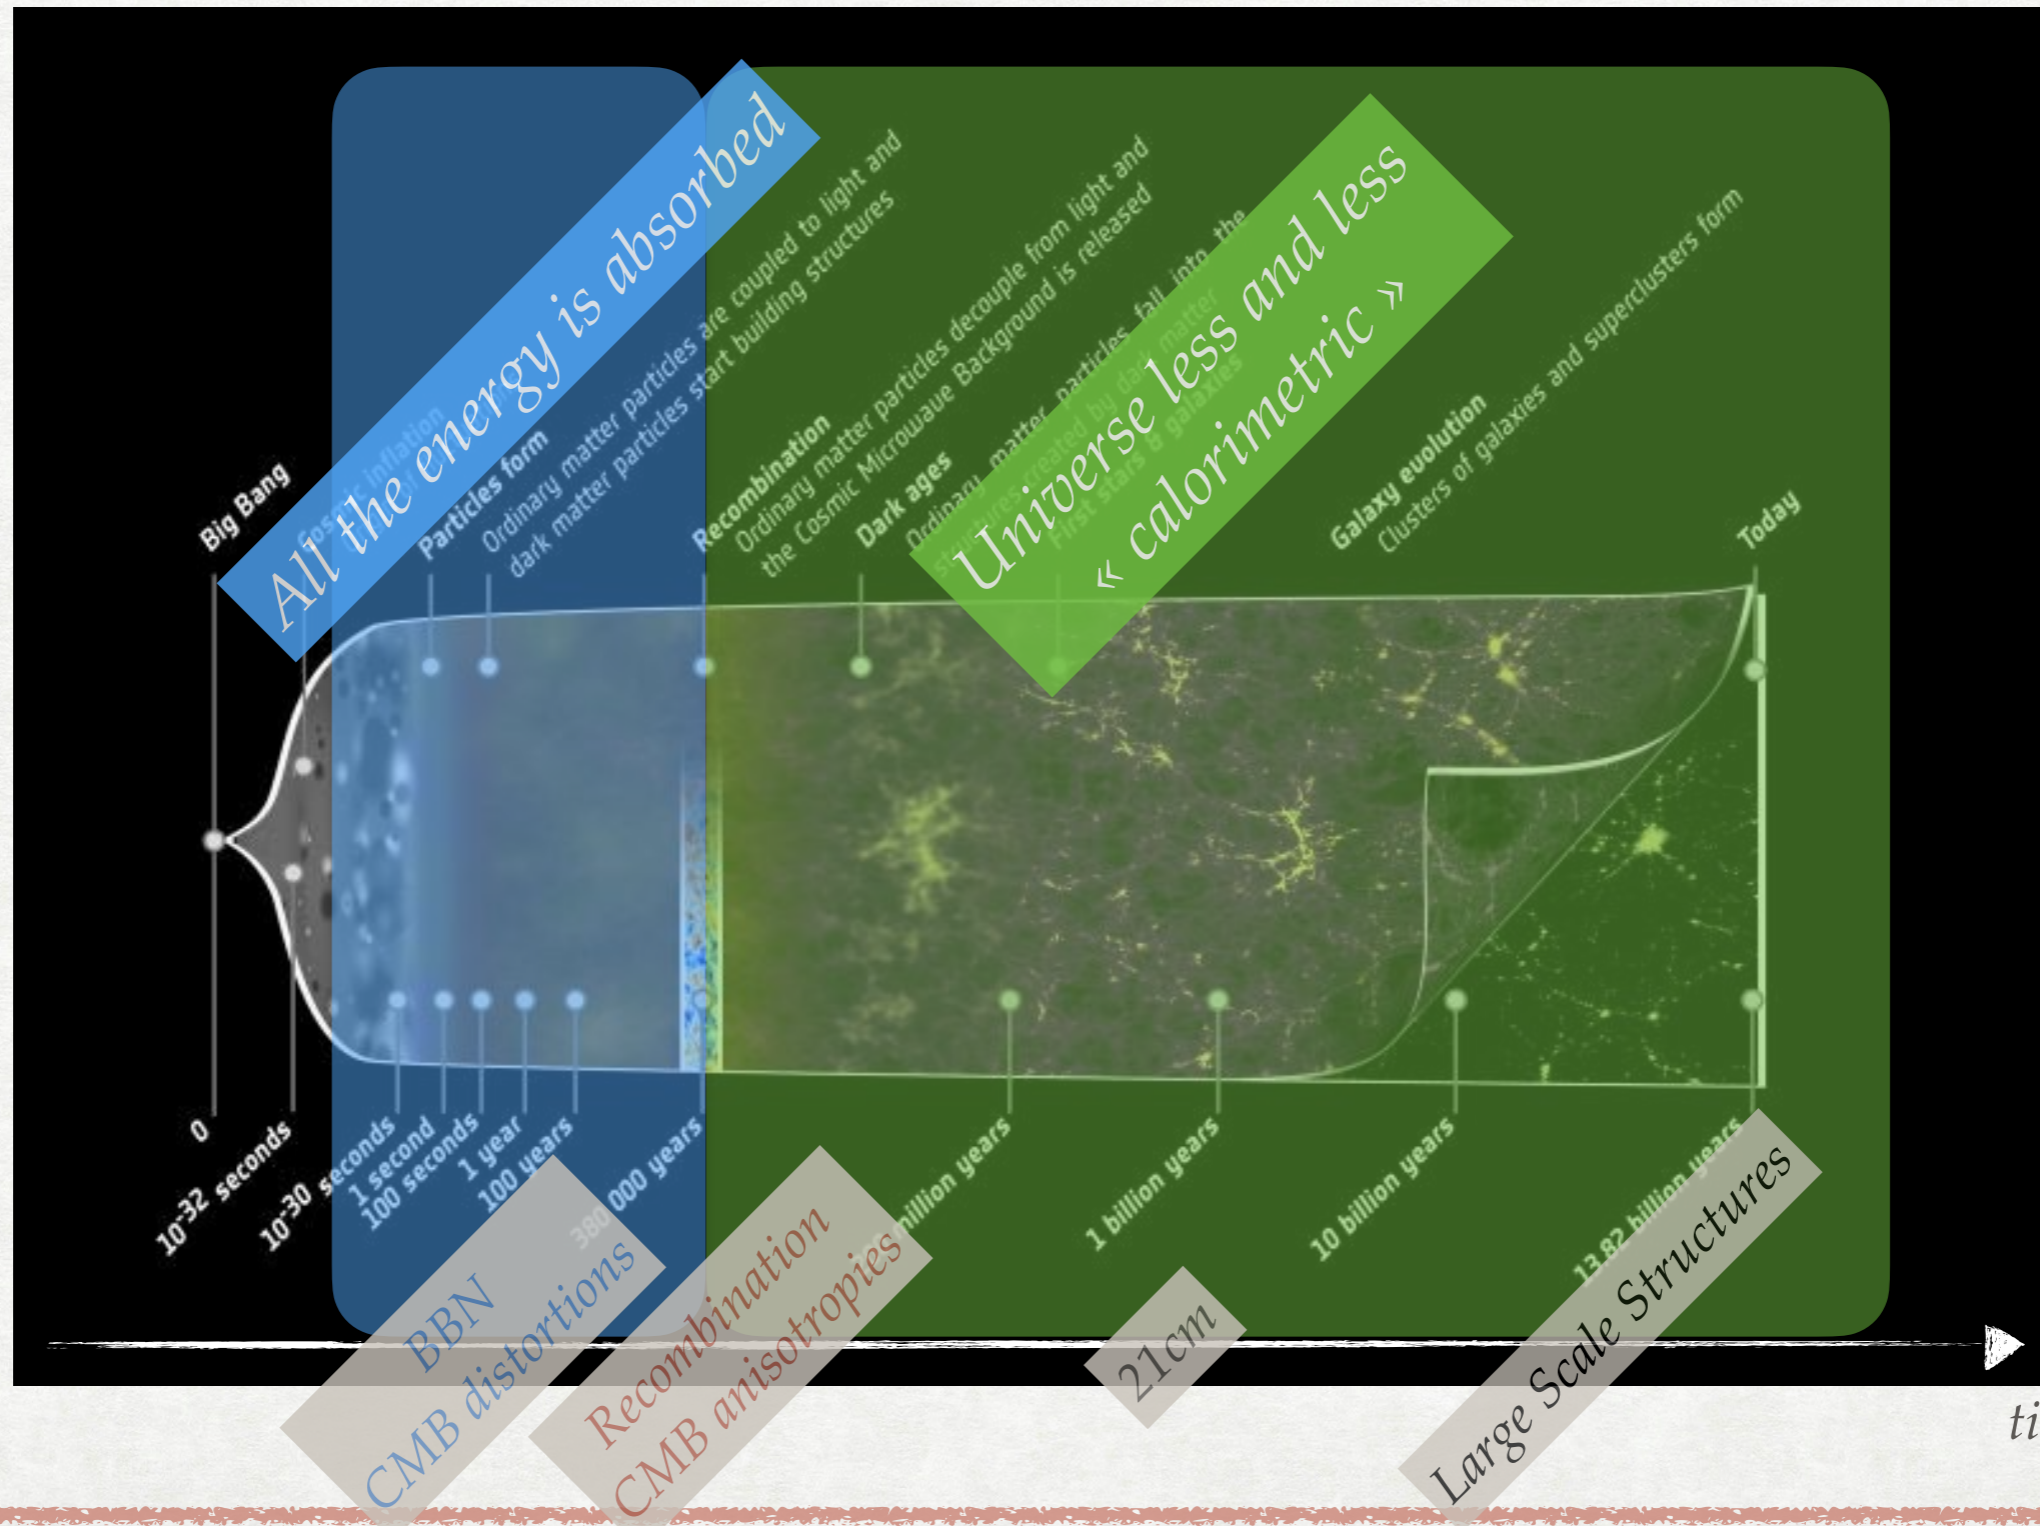 All the energy is absorbed
Universe less and less
« calorimetric »
Big Bang
Cosmic inflation
Particles form
Ordinary matter particles are coupled to light and
dark matter particles start building structures
Recombination
Ordinary matter particles decouple from light and
the Cosmic Microwave Background is released
Dark ages
Ordinary matter particles fall into the
structures created by dark matter
First stars & galaxies
Galaxy evolution
Clusters of galaxies and superclusters form
Today
0
10-32 seconds
10-30 seconds
1 second
100 seconds
1 year
100 years
380 000 years
million years
1 billion years
10 billion years
13.82 billion years
BBN
CMB distortions
Recombination
CMB anisotropies
21cm
Large Scale Structures